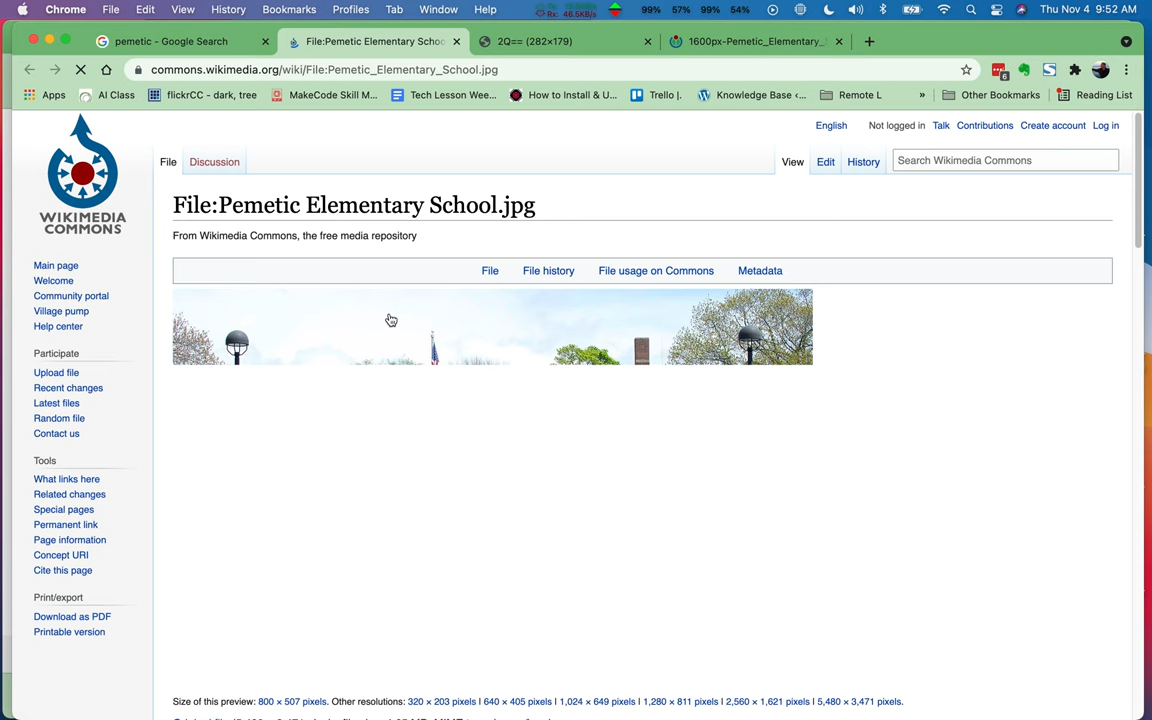 Chrome File Edit View History Bookmarks Profiles Tab Window Help 99% 57% 99% 54% Thu Nov 4 9:52 AM
pemetic - Google Search File:Pemetic Elementary Schoo 2Q== (282×179) 1600px-Pemetic_Elementary_S
commons.wikimedia.org/wiki/File:Pemetic_Elementary_School.jpg 6
Apps AI Class flickrCC - dark, tree MakeCode Skill M... Tech Lesson Wee... How to Install & U... Trello |. Knowledge Base ‹... Remote L » Other Bookmarks Reading List
English Not logged in Talk Contributions Create account Log in
File Discussion View Edit History Search Wikimedia Commons
WIKIMEDIA
COMMONS
File:Pemetic Elementary School.jpg
From Wikimedia Commons, the free media repository
File File history File usage on Commons Metadata
Main page
Welcome
Community portal
Village pump
Help center
Participate
Upload file
Recent changes
Latest files
Random file
Contact us
Tools
What links here
Related changes
Special pages
Permanent link
Page information
Concept URI
Cite this page
Print/export
Download as PDF
Printable version
Size of this preview: 800 × 507 pixels. Other resolutions: 320 × 203 pixels | 640 × 405 pixels | 1,024 × 649 pixels | 1,280 × 811 pixels | 2,560 × 1,621 pixels | 5,480 × 3,471 pixels.